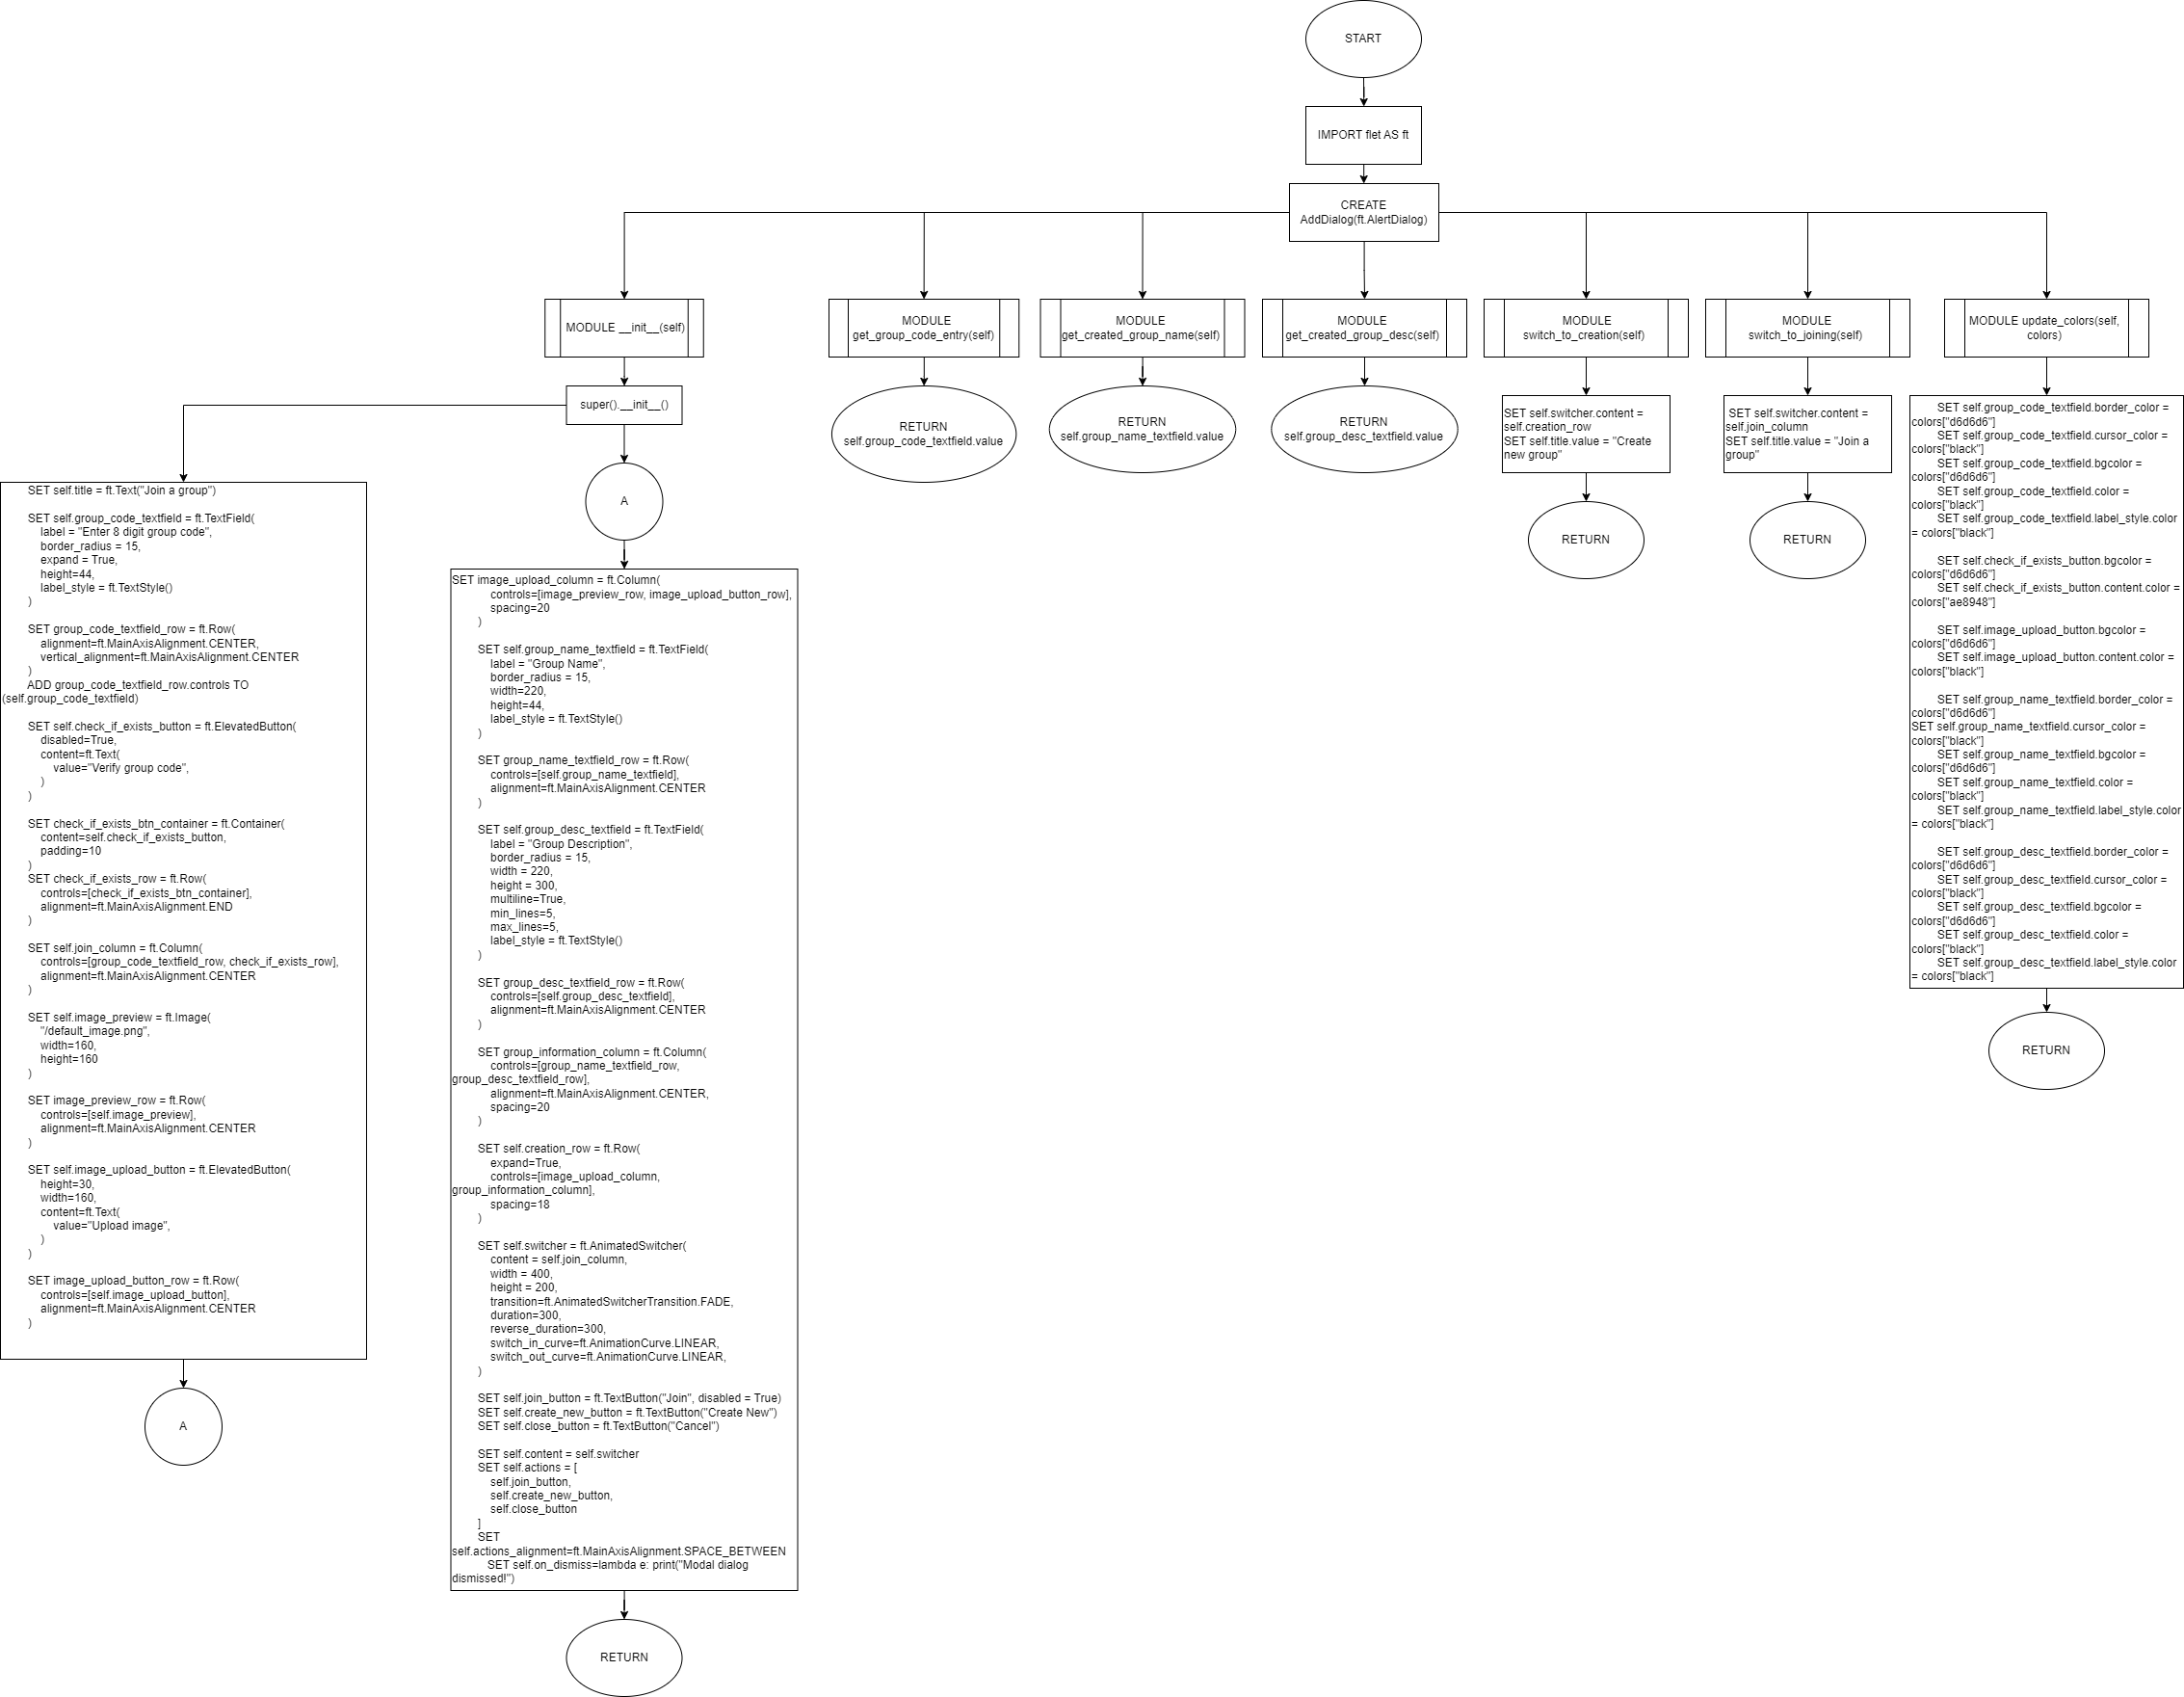 START
IMPORT flet AS ft
CREATE
AddDialog(ft.AlertDialog)
MODULE __init__(self)
MODULE
get_group_code_entry(self)
MODULE
get_created_group_name(self)
MODULE
get_created_group_desc(self)
MODULE
switch_to_creation(self)
MODULE
switch_to_joining(self)
MODULE update_colors(self,
colors)
super().__init__()
RETURN
self.group_code_textfield.value
RETURN
self.group_name_textfield.value
RETURN
self.group_desc_textfield.value
SET self.switcher.content =
self.creation_row
SET self.title.value = "Create
new group"
RETURN
SET self.switcher.content =
self.join_column
SET self.title.value = "Join a
group"
RETURN
SET self.group_code_textfield.border_color =
colors["d6d6d6"]
SET self.group_code_textfield.cursor_color =
colors["black"]
SET self.group_code_textfield.bgcolor =
colors["d6d6d6"]
SET self.group_code_textfield.color =
colors["black"]
SET self.group_code_textfield.label_style.color
= colors["black"]
SET self.check_if_exists_button.bgcolor =
colors["d6d6d6"]
SET self.check_if_exists_button.content.color =
colors["ae8948"]
SET self.image_upload_button.bgcolor =
colors["d6d6d6"]
SET self.image_upload_button.content.color =
colors["black"]
SET self.group_name_textfield.border_color =
colors["d6d6d6"]
SET self.group_name_textfield.cursor_color =
colors["black"]
SET self.group_name_textfield.bgcolor =
colors["d6d6d6"]
SET self.group_name_textfield.color =
colors["black"]
SET self.group_name_textfield.label_style.color
= colors["black"]
SET self.group_desc_textfield.border_color =
colors["d6d6d6"]
SET self.group_desc_textfield.cursor_color =
colors["black"]
SET self.group_desc_textfield.bgcolor =
colors["d6d6d6"]
SET self.group_desc_textfield.color =
colors["black"]
SET self.group_desc_textfield.label_style.color
= colors["black"]
RETURN
SET self.title = ft.Text("Join a group")
SET self.group_code_textfield = ft.TextField(
label = "Enter 8 digit group code",
border_radius = 15,
expand = True,
height=44,
label_style = ft.TextStyle()
)
SET group_code_textfield_row = ft.Row(
alignment=ft.MainAxisAlignment.CENTER,
vertical_alignment=ft.MainAxisAlignment.CENTER
)
ADD group_code_textfield_row.controls TO
(self.group_code_textfield)
SET self.check_if_exists_button = ft.ElevatedButton(
disabled=True,
content=ft.Text(
value="Verify group code",
)
)
SET check_if_exists_btn_container = ft.Container(
content=self.check_if_exists_button,
padding=10
)
SET check_if_exists_row = ft.Row(
controls=[check_if_exists_btn_container],
alignment=ft.MainAxisAlignment.END
)
SET self.join_column = ft.Column(
controls=[group_code_textfield_row, check_if_exists_row],
alignment=ft.MainAxisAlignment.CENTER
)
SET self.image_preview = ft.Image(
"/default_image.png",
width=160,
height=160
)
SET image_preview_row = ft.Row(
controls=[self.image_preview],
alignment=ft.MainAxisAlignment.CENTER
)
SET self.image_upload_button = ft.ElevatedButton(
height=30,
width=160,
content=ft.Text(
value="Upload image",
)
)
SET image_upload_button_row = ft.Row(
controls=[self.image_upload_button],
alignment=ft.MainAxisAlignment.CENTER
)
A
A
SET image_upload_column = ft.Column(
controls=[image_preview_row, image_upload_button_row],
spacing=20
)
SET self.group_name_textfield = ft.TextField(
label = "Group Name",
border_radius = 15,
width=220,
height=44,
label_style = ft.TextStyle()
)
SET group_name_textfield_row = ft.Row(
controls=[self.group_name_textfield],
alignment=ft.MainAxisAlignment.CENTER
)
SET self.group_desc_textfield = ft.TextField(
label = "Group Description",
border_radius = 15,
width = 220,
height = 300,
multiline=True,
min_lines=5,
max_lines=5,
label_style = ft.TextStyle()
)
SET group_desc_textfield_row = ft.Row(
controls=[self.group_desc_textfield],
alignment=ft.MainAxisAlignment.CENTER
)
SET group_information_column = ft.Column(
controls=[group_name_textfield_row,
group_desc_textfield_row],
alignment=ft.MainAxisAlignment.CENTER,
spacing=20
)
SET self.creation_row = ft.Row(
expand=True,
controls=[image_upload_column,
group_information_column],
spacing=18
)
SET self.switcher = ft.AnimatedSwitcher(
content = self.join_column,
width = 400,
height = 200,
transition=ft.AnimatedSwitcherTransition.FADE,
duration=300,
reverse_duration=300,
switch_in_curve=ft.AnimationCurve.LINEAR,
switch_out_curve=ft.AnimationCurve.LINEAR,
)
SET self.join_button = ft.TextButton("Join", disabled = True)
SET self.create_new_button = ft.TextButton("Create New")
SET self.close_button = ft.TextButton("Cancel")
SET self.content = self.switcher
SET self.actions = [
self.join_button,
self.create_new_button,
self.close_button
]
SET
self.actions_alignment=ft.MainAxisAlignment.SPACE_BETWEEN
SET self.on_dismiss=lambda e: print("Modal dialog
dismissed!")
RETURN